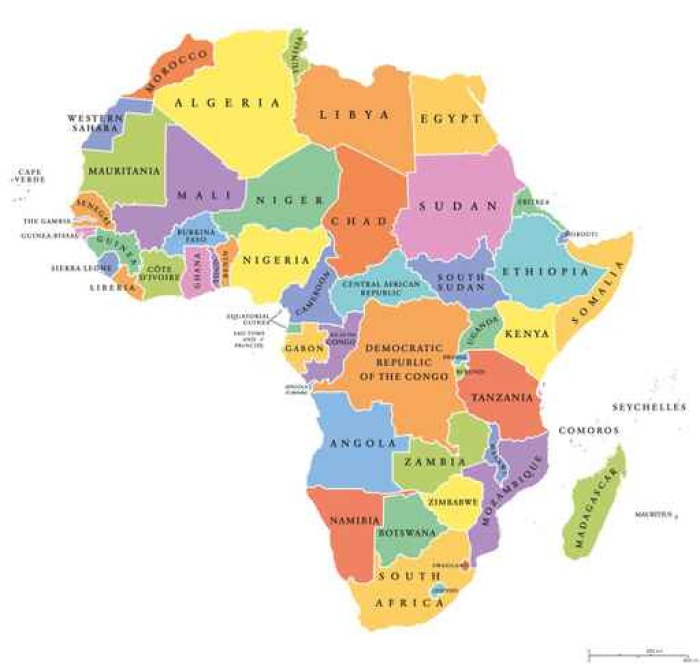 MOROCCO
TUNISIA
ALGERIA
LIBYA
EGYPT
WESTERN
SAHARA
CAPE
VERDE
MAURITANIA
MALI
NIGER
CHAD
SUDAN
ERITREA
SENEGAL
THE GAMBIA
GUINEA-BISSAU
GUINEA
BURKINA
FASO
DJIBOUTI
SIERRA LEONE
LIBERIA
CÔTE
D'IVOIRE
GHANA
TOGO
BENIN
NIGERIA
CAMEROON
CENTRAL AFRICAN
REPUBLIC
SOUTH
SUDAN
ETHIOPIA
SOMALIA
EQUATORIAL
GUINEA
SAO TOME
AND
PRINCIPE
GABON
CONGO
DEMOCRATIC
REPUBLIC
OF THE CONGO
UGANDA
KENYA
RWANDA
BURUNDI
TANZANIA
SEYCHELLES
COMOROS
ANGOLA
ZAMBIA
MALAWI
MOZAMBIQUE
MADAGASCAR
MAURITIUS
ZIMBABWE
NAMIBIA
BOTSWANA
SWAZILAND
SOUTH
AFRICA
LESOTHO